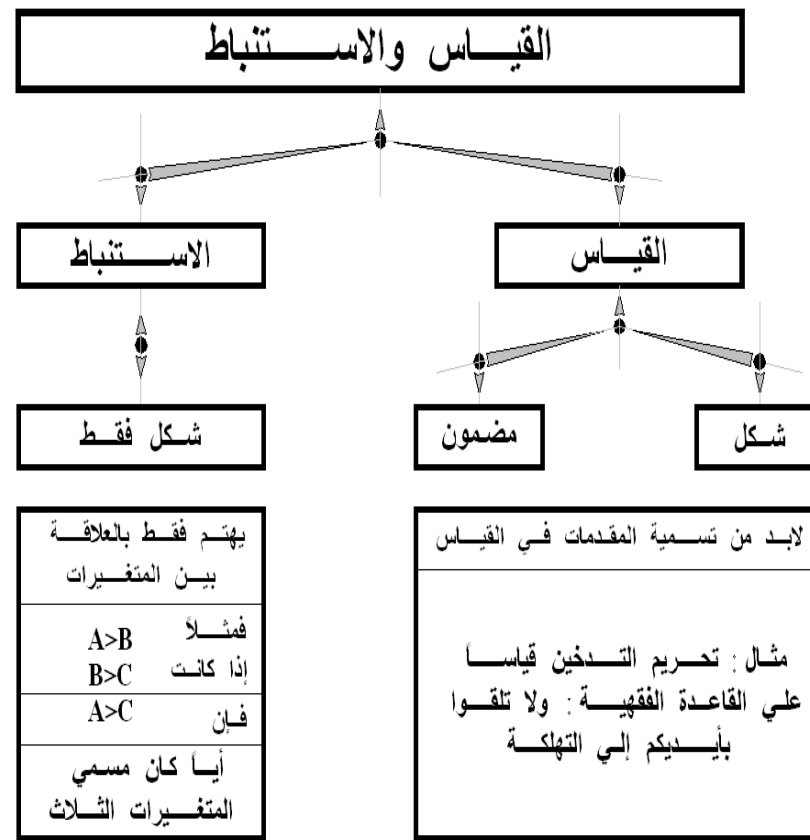 القياس والاستنباط
القياس
الاستنباط
شكل
مضمون
شكل فقط
لابد من تسمية المقدمات في القياس
مثال : تحريم التدخين قياساً
علي القاعدة الفقهية : ولا تلقوا
بأيديكم إلي التهلكة
يهتم فقط بالعلاقة
بين المتغيرات
فمثلاً A>B
إذا كانت B>C
فإن A>C
أياً كان مسمي
المتغيرات الثلاث